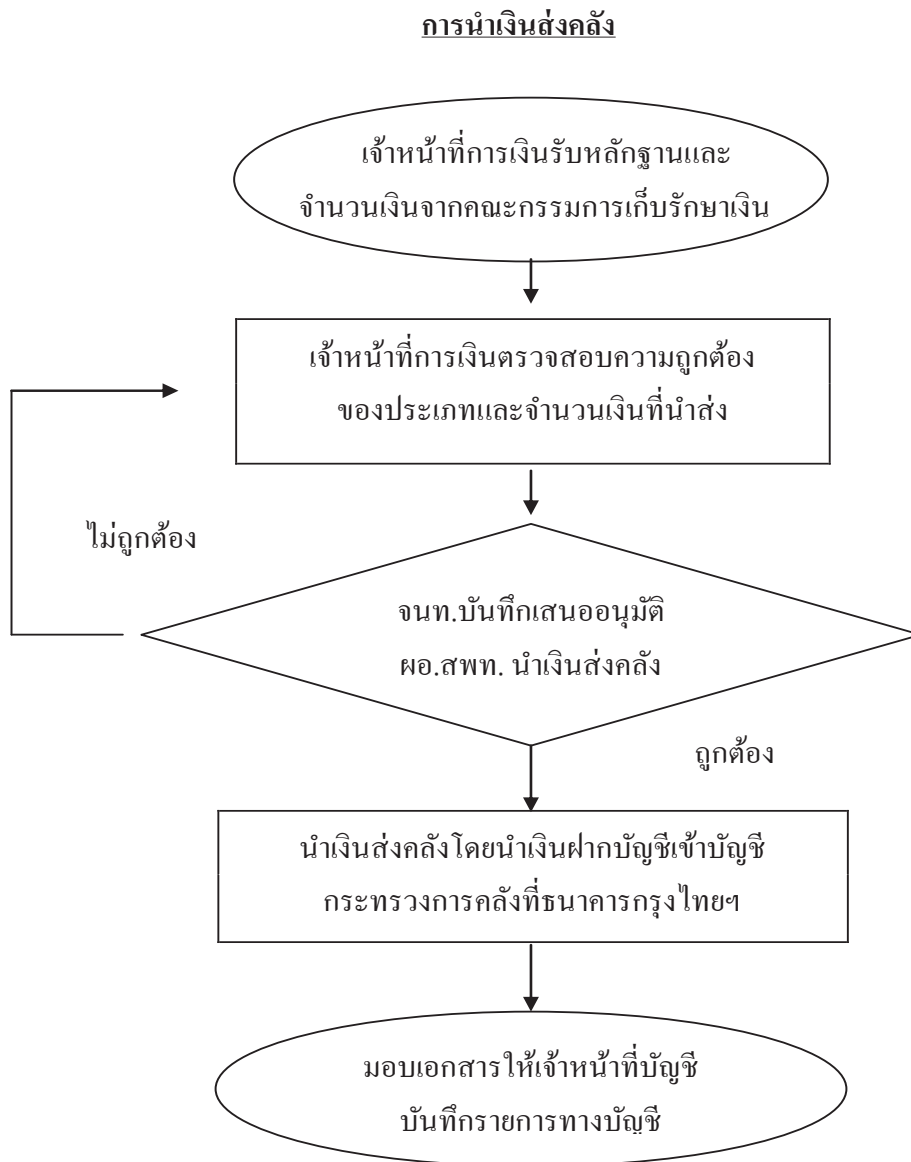 การนำเงินส่งคลัง
เจ้าหน้าที่การเงินรับหลักฐานและ
จำนวนเงินจากคณะกรรมการเก็บรักษาเงิน
เจ้าหน้าที่การเงินตรวจสอบความถูกต้อง
ของประเภทและจำนวนเงินที่นำส่ง
ไม่ถูกต้อง
จนท.บันทึกเสนออนุมัติ
ผอ.สพท. นำเงินส่งคลัง
ถูกต้อง
นำเงินส่งคลังโดยนำเงินฝากบัญชีเข้าบัญชี
กระทรวงการคลังที่ธนาคารกรุงไทยฯ
มอบเอกสารให้เจ้าหน้าที่บัญชี
บันทึกรายการทางบัญชี